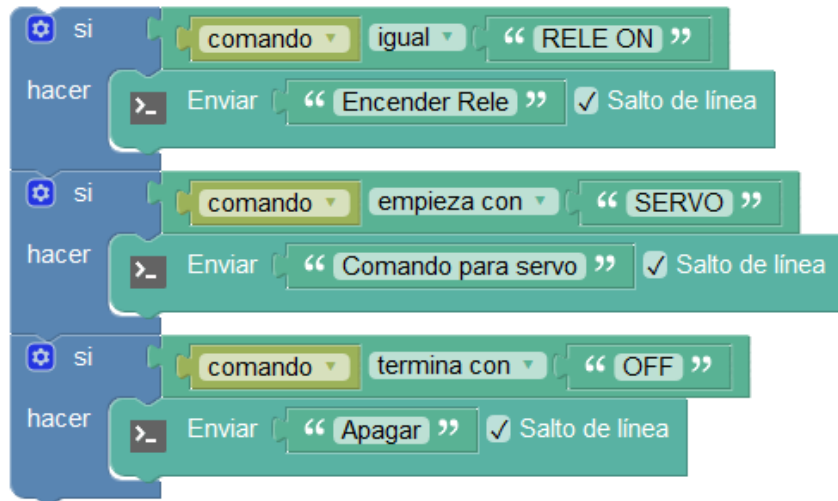 si comando igual “ RELE ON ”
hacer >_ Enviar “ Encender Rele ” Salto de línea
si comando empieza con “ SERVO ”
hacer >_ Enviar “ Comando para servo ” Salto de línea
si comando termina con “ OFF ”
hacer >_ Enviar “ Apagar ” Salto de línea